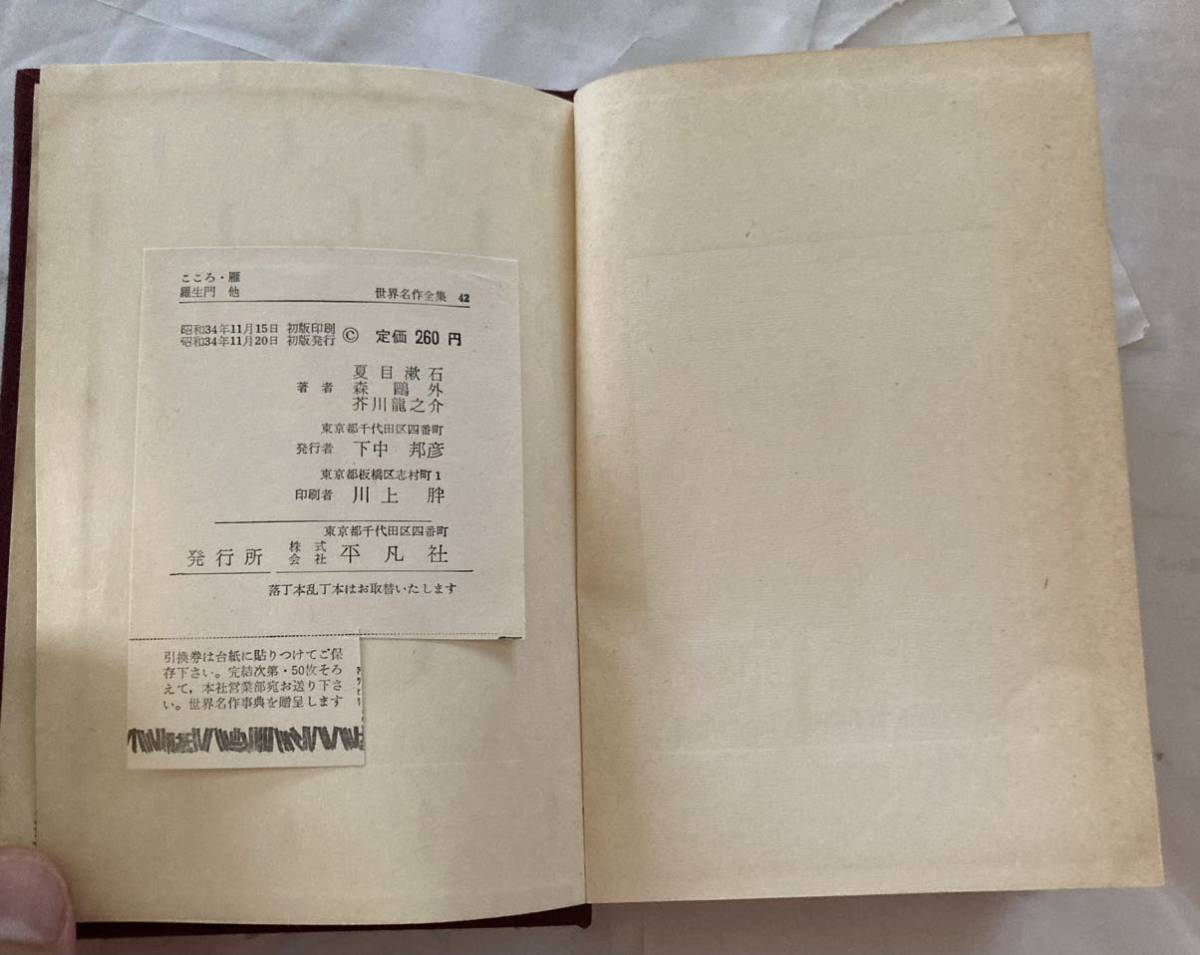 こころ・雁
羅生門 他
世界名作全集 42
昭和34年11月15日 初版印刷
昭和34年11月20日 初版発行
© 定価 260 円
夏目漱石
著者 森鷗外
芥川龍之介
東京都千代田区四番町
発行者 下中 邦彦
東京都板橋区志村町1
印刷者 川上 胖
東京都千代田区四番町
発行所 株式会社 平凡社
落丁本乱丁本はお取替いたします
引換券は台紙に貼りつけてご保
存下さい。完結次第・50枚そろ
えて，本社営業部宛お送り下さ
い。世界名作事典を贈呈します